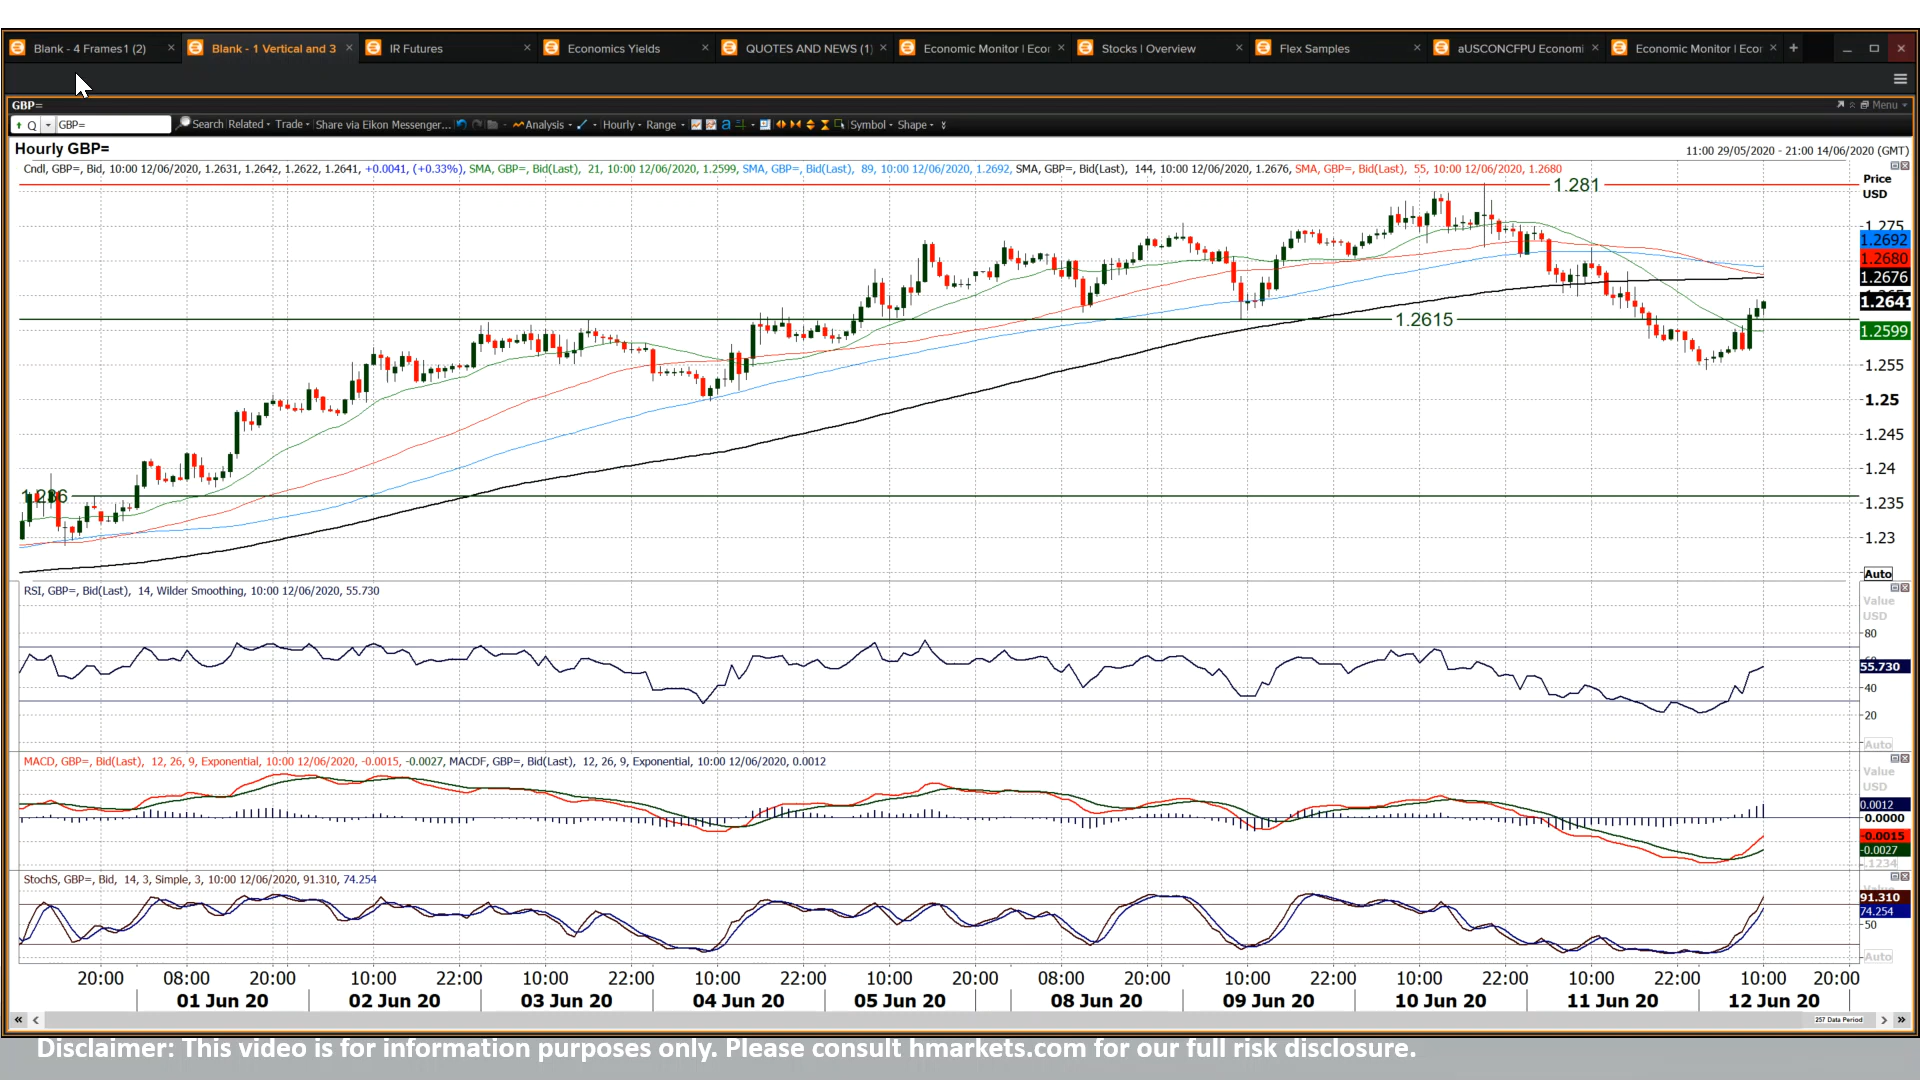 Blank - 4 Frames1 (2) Blank - 1 Vertical and 3 IR Futures Economics Yields QUOTES AND NEWS (1) Economic Monitor | Ecor Stocks | Overview Flex Samples aUSCONCFPU Economi Economic Monitor | Ecor
GBP= Menu
Q GBP= Search Related Trade Share via Eikon Messenger... Analysis Hourly Range Symbol Shape
Hourly GBP= 11:00 29/05/2020 - 21:00 14/06/2020 (GMT)
Cndl, GBP=, Bid, 10:00 12/06/2020, 1.2631, 1.2642, 1.2622, 1.2641, +0.0041, (+0.33%), SMA, GBP=, Bid(Last), 21, 10:00 12/06/2020, 1.2599, SMA, GBP=, Bid(Last), 89, 10:00 12/06/2020, 1.2692, SMA, GBP=, Bid(Last), 144, 10:00 12/06/2020, 1.2676, SMA, GBP=, Bid(Last), 55, 10:00 12/06/2020, 1.2680
Price
USD
1.281
1.275
1.2692
1.2680
1.2676
1.2641
1.2615
1.2599
1.255
1.25
1.245
1.24
1.236
1.235
1.23
Auto
RSI, GBP=, Bid(Last), 14, Wilder Smoothing, 10:00 12/06/2020, 55.730
Value
USD
80
55.730
40
20
Auto
MACD, GBP=, Bid(Last), 12, 26, 9, Exponential, 10:00 12/06/2020, -0.0015, -0.0027, MACDF, GBP=, Bid(Last), 12, 26, 9, Exponential, 10:00 12/06/2020, 0.0012
Value
USD
0.0012
0.0000
-0.0015
-0.0027
.1234
StochS, GBP=, Bid, 14, 3, Simple, 3, 10:00 12/06/2020, 91.310, 74.254
91.310
74.254
50
Auto
20:00 08:00 20:00 10:00 22:00 10:00 22:00 10:00 22:00 10:00 20:00 08:00 20:00 10:00 22:00 10:00 22:00 10:00 22:00 10:00 20:00
01 Jun 20 02 Jun 20 03 Jun 20 04 Jun 20 05 Jun 20 08 Jun 20 09 Jun 20 10 Jun 20 11 Jun 20 12 Jun 20
257 Data Period
Disclaimer: This video is for information purposes only. Please consult hmarkets.com for our full risk disclosure.